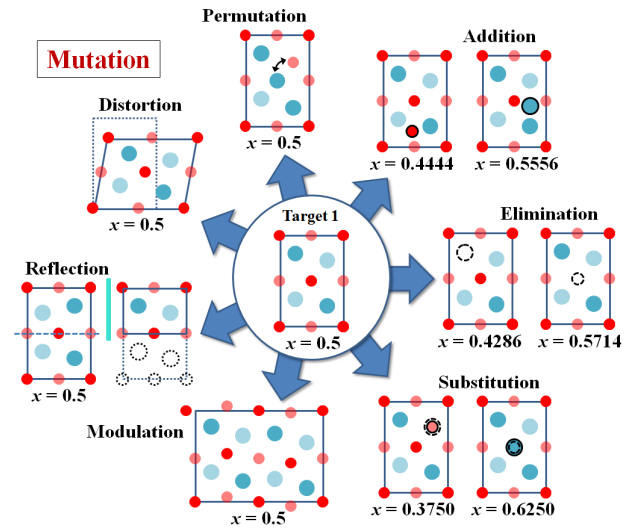 Permutation
Mutation
Addition
Distortion
x = 0.5
x = 0.4444
x = 0.5556
x = 0.5
Target 1
Elimination
Reflection
x = 0.5
x = 0.4286
x = 0.5714
x = 0.5
Substitution
Modulation
x = 0.5
x = 0.3750
x = 0.6250